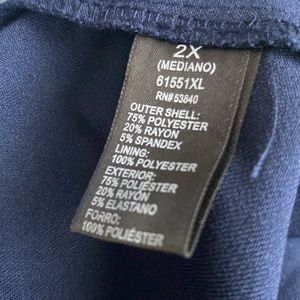 2X
(MEDIANO)
61551XL
RN# 53840
OUTER SHELL:
75% POLYESTER
20% RAYON
5% SPANDEX
LINING:
100% POLYESTER
EXTERIOR:
75% POLIÉSTER
20% RAYÓN
5% ELASTANO
FORRO:
100% POLIÉSTER